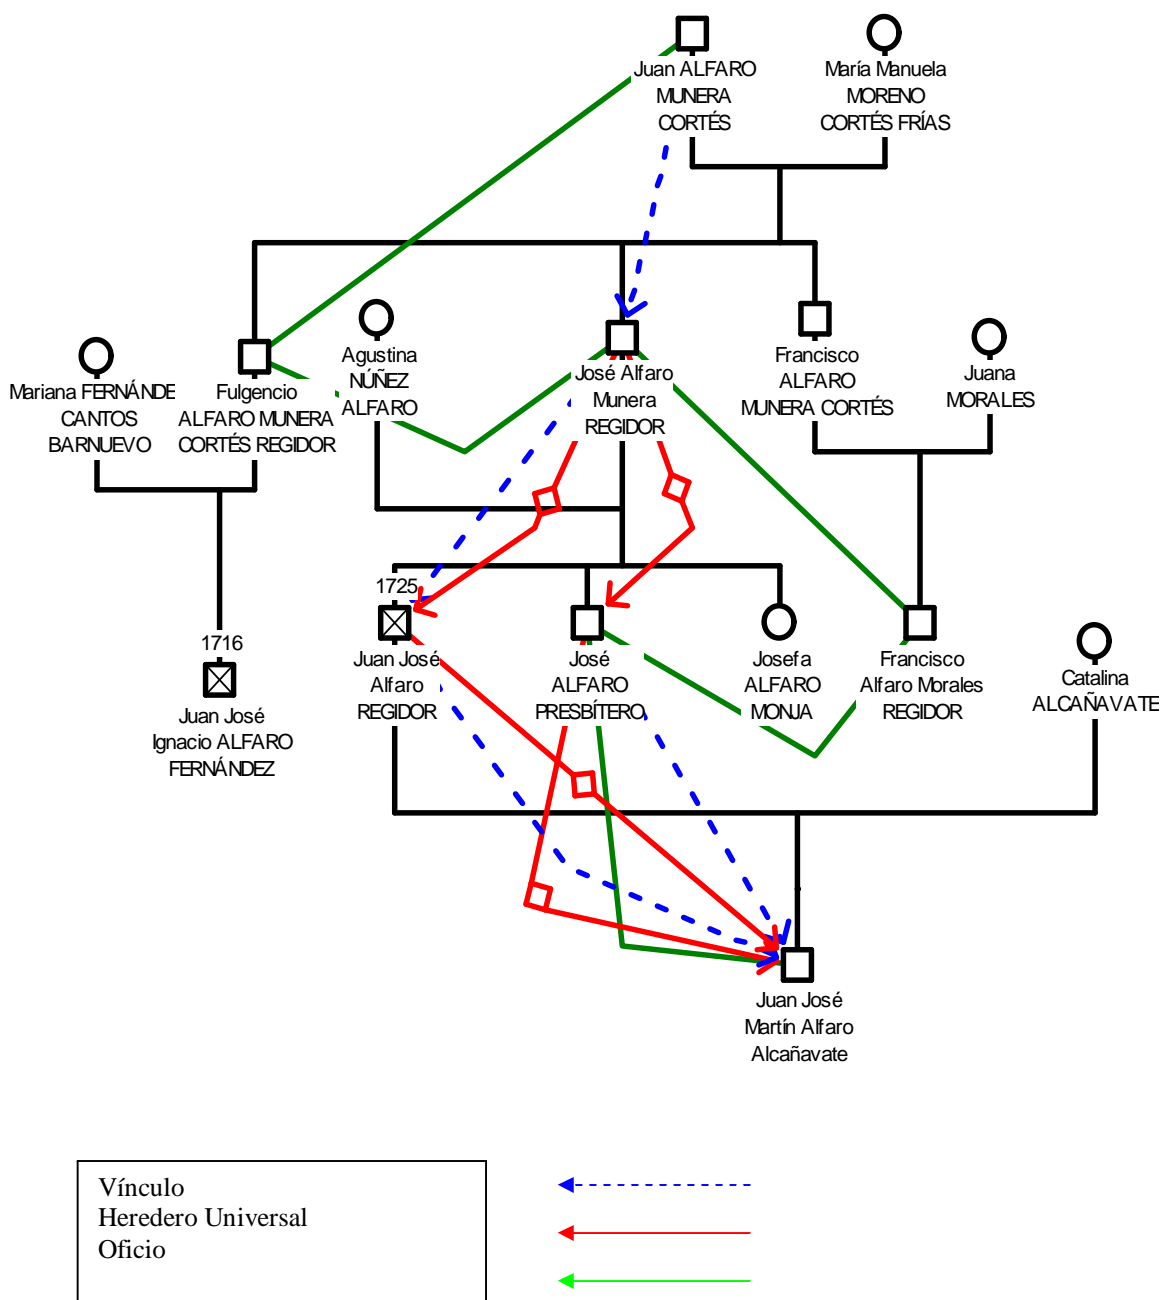 Juan ALFARO
MUNERA
CORTÉS
María Manuela
MORENO
CORTÉS FRÍAS
Mariana FERNÁNDE
CANTOS
BARNUEVO
Fulgencio
ALFARO MUNERA
CORTÉS REGIDOR
Agustina
NÚÑEZ
ALFARO
José Alfaro
Munera
REGIDOR
Francisco
ALFARO
MUNERA CORTÉS
Juana
MORALES
1716
Juan José
Ignacio ALFARO
FERNÁNDEZ
1725
Juan José
Alfaro
REGIDOR
José
ALFARO
PRESBÍTERO
Josefa
ALFARO
MONJA
Francisco
Alfaro Morales
REGIDOR
Catalina
ALCAÑAVATE
Juan José
Martín Alfaro
Alcañavate
Vínculo
Heredero Universal
Oficio